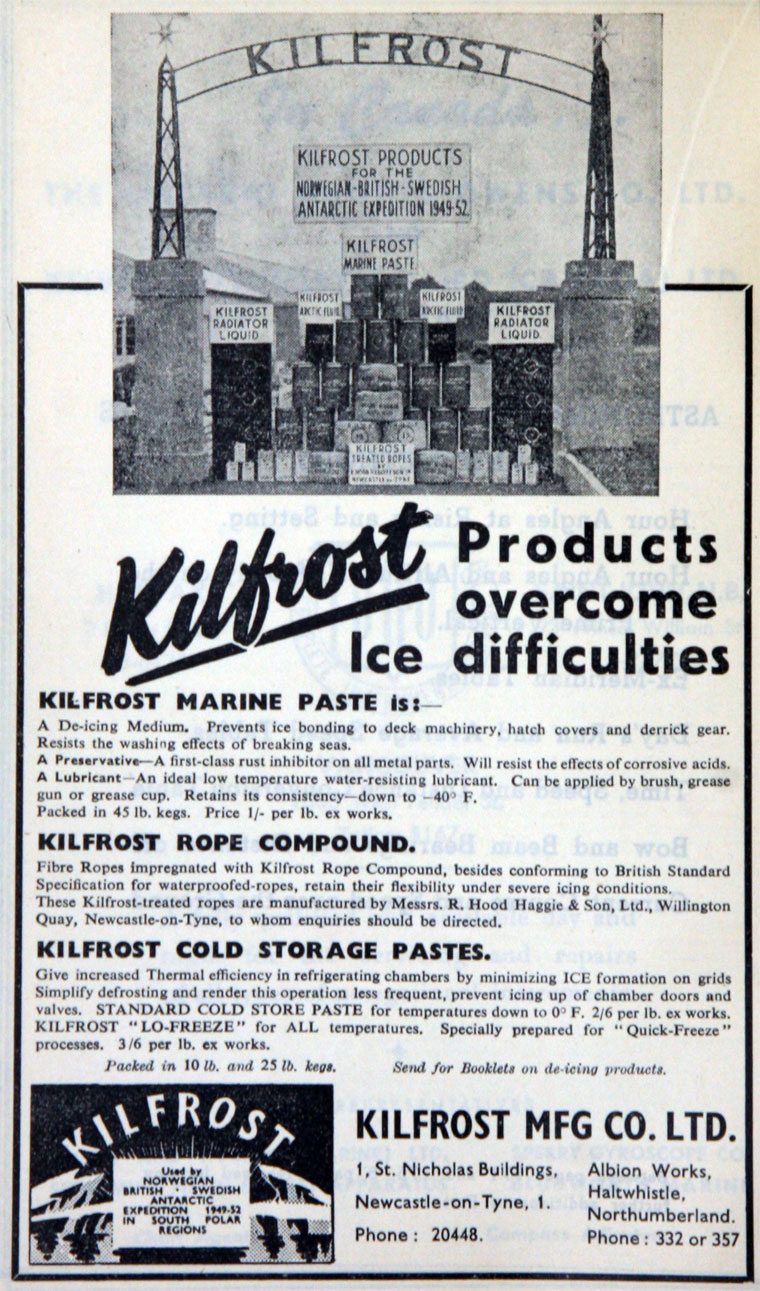 KILFROST
KILFROST PRODUCTS
FOR THE
NORWEGIAN-BRITISH-SWEDISH
ANTARCTIC EXPEDITION 1949-52
KILFROST
MARINE PASTE
KILFROST
ARCTIC FLUID
KILFROST
ARCTIC FLUID
KILFROST
RADIATOR
LIQUID
KILFROST
RADIATOR
LIQUID
KILFROST
TREATED ROPES
BY
NEWCASTLE
Kilfrost Products
overcome
Ice difficulties
KILFROST MARINE PASTE is:—
A De-icing Medium. Prevents ice bonding to deck machinery, hatch covers and derrick gear.
Resists the washing effects of breaking seas.
A Preservative—A first-class rust inhibitor on all metal parts. Will resist the effects of corrosive acids.
A Lubricant—An ideal low temperature water-resisting lubricant. Can be applied by brush, grease
gun or grease cup. Retains its consistency—down to —40° F.
Packed in 45 lb. kegs. Price 1/- per lb. ex works.
KILFROST ROPE COMPOUND.
Fibre Ropes impregnated with Kilfrost Rope Compound, besides conforming to British Standard
Specification for waterproofed-ropes, retain their flexibility under severe icing conditions.
These Kilfrost-treated ropes are manufactured by Messrs. R. Hood Haggie & Son, Ltd., Willington
Quay, Newcastle-on-Tyne, to whom enquiries should be directed.
KILFROST COLD STORAGE PASTES.
Give increased Thermal efficiency in refrigerating chambers by minimizing ICE formation on grids
Simplify defrosting and render this operation less frequent, prevent icing up of chamber doors and
valves. STANDARD COLD STORE PASTE for temperatures down to 0° F. 2/6 per lb. ex works.
KILFROST "LO-FREEZE" for ALL temperatures. Specially prepared for "Quick-Freeze"
processes. 3/6 per lb. ex works.
Packed in 10 lb. and 25 lb. kegs. Send for Booklets on de-icing products.
KILFROST
Used by
NORWEGIAN
BRITISH · SWEDISH
ANTARCTIC
EXPEDITION 1949-52
IN SOUTH POLAR
REGIONS
KILFROST MFG CO. LTD.
1, St. Nicholas Buildings,
Newcastle-on-Tyne, 1.
Phone : 20448.
Albion Works,
Haltwhistle,
Northumberland.
Phone : 332 or 357